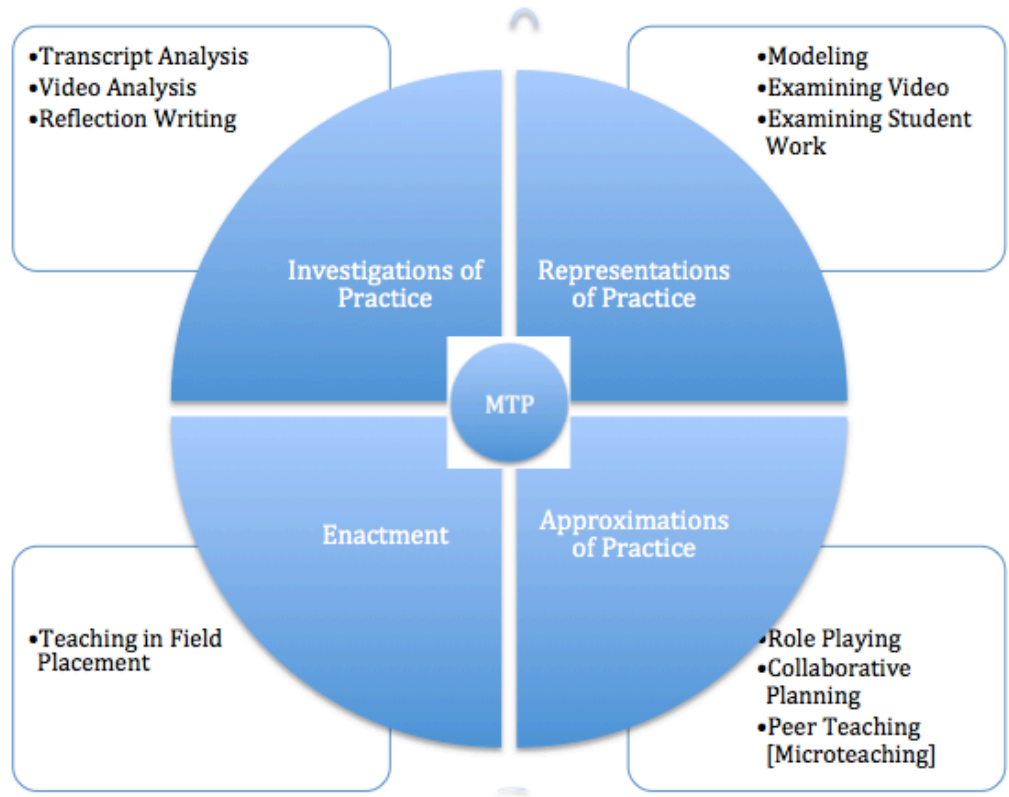 •Transcript Analysis
•Video Analysis
•Reflection Writing
•Modeling
•Examining Video
•Examining Student
Work
Investigations of
Practice
Representations
of Practice
MTP
Enactment
Approximations
of Practice
•Teaching in Field
Placement
•Role Playing
•Collaborative
Planning
•Peer Teaching
[Microteaching]